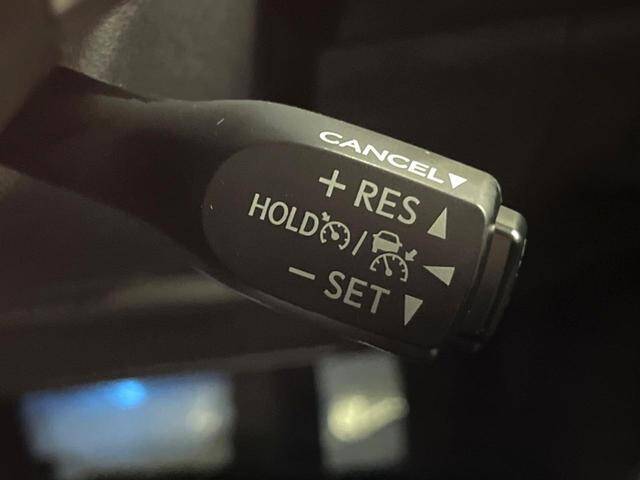 CANCEL▼
+ RES ▲
HOLD / ◀
− SET ▼